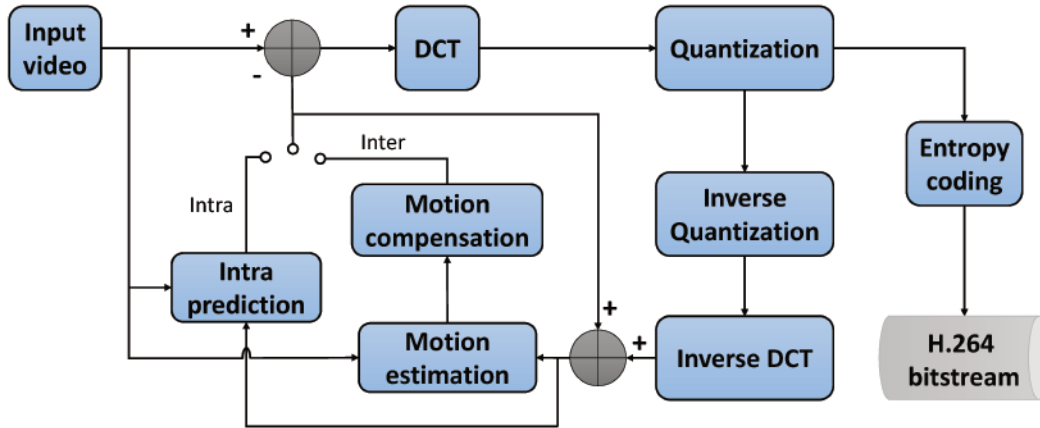 Input
video
+
-
DCT
Quantization
Entropy
coding
Inter
Intra
Motion
compensation
Inverse
Quantization
Intra
prediction
+
+
Motion
estimation
Inverse DCT
H.264
bitstream